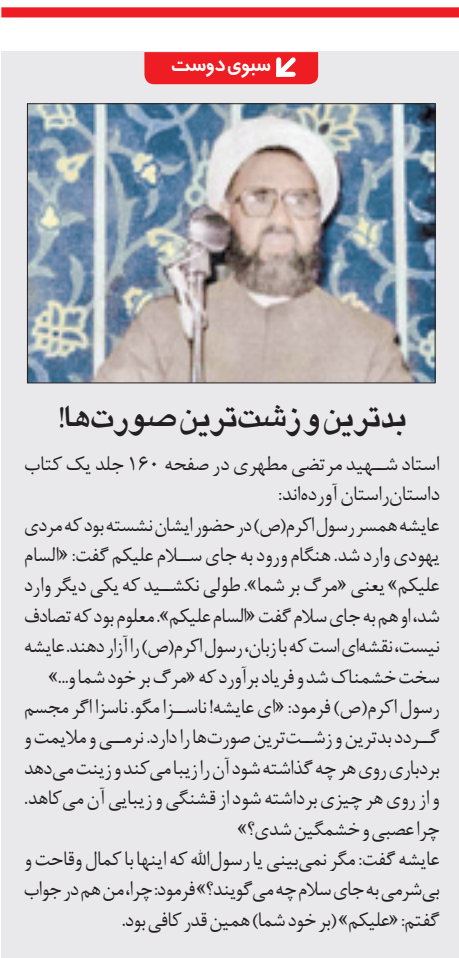 سبوی دوست
بدترین و زشت‌ترین صورت‌ها!
استاد شهید مرتضی مطهری در صفحه ۱۶۰ جلد یک کتاب
داستان‌راستان آورده‌اند:
عایشه همسر رسول اکرم(ص) در حضور ایشان نشسته بود که مردی
یهودی وارد شد. هنگام ورود به جای سلام علیکم گفت: «السام
علیکم» یعنی «مرگ بر شما». طولی نکشید که یکی دیگر وارد
شد، او هم به جای سلام گفت «السام علیکم». معلوم بود که تصادف
نیست، نقشه‌ای است که با زبان، رسول اکرم(ص) را آزار دهند. عایشه
سخت خشمناک شد و فریاد برآورد که «مرگ بر خود شما و...»
رسول اکرم(ص) فرمود: «ای عایشه! ناسزا مگو. ناسزا اگر مجسم
گردد بدترین و زشت‌ترین صورت‌ها را دارد. نرمی و ملایمت و
بردباری روی هر چه گذاشته شود آن را زیبا می‌کند و زینت می‌دهد
و از روی هر چیزی برداشته شود از قشنگی و زیبایی آن می‌کاهد.
چرا عصبی و خشمگین شدی؟»
عایشه گفت: مگر نمی‌بینی یا رسول‌الله که اینها با کمال وقاحت و
بی‌شرمی به جای سلام چه می‌گویند؟» فرمود: چرا، من هم در جواب
گفتم: «علیکم» (بر خود شما) همین قدر کافی بود.